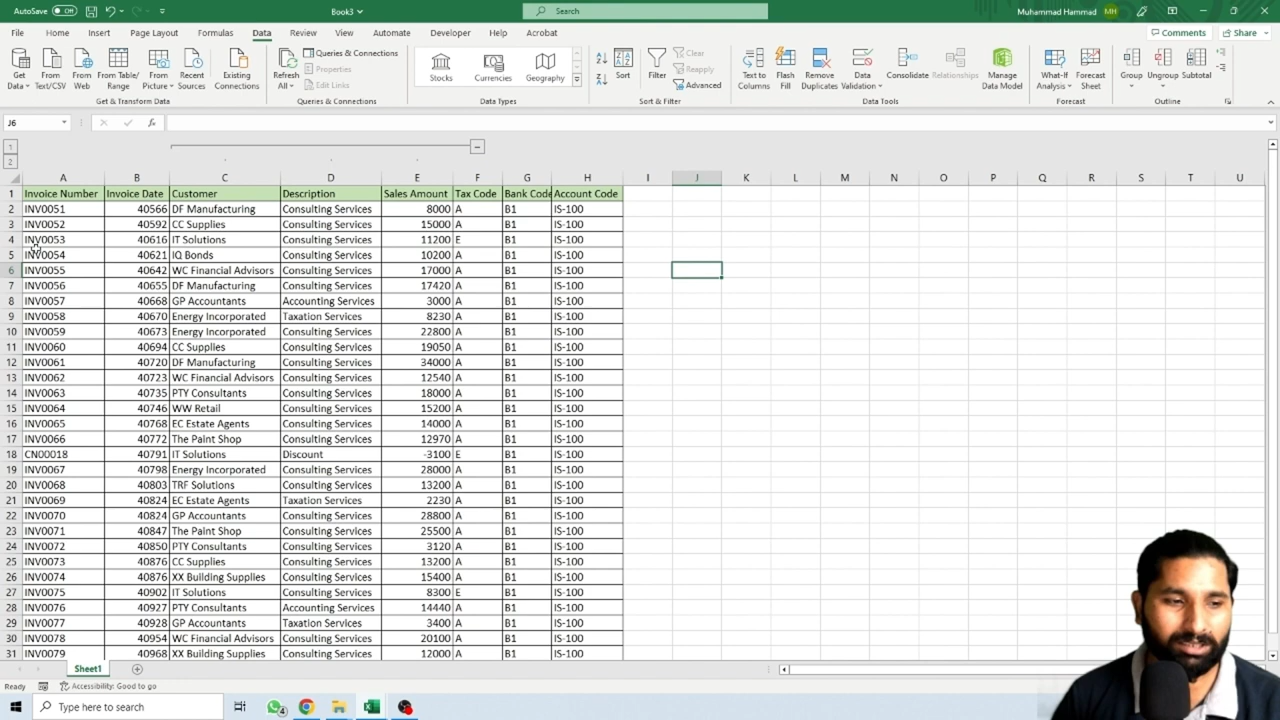 AutoSave Off Book3 Search Muhammad Hammad MH
File Home Insert Page Layout Formulas Data Review View Automate Developer Help Acrobat Comments Share
Get Data From Text/CSV From Web From Table/Range From Picture Recent Sources Existing Connections
Get & Transform Data
Refresh All Queries & Connections Properties Edit Links
Queries & Connections
Stocks Currencies Geography
Data Types
Sort Filter Clear Reapply Advanced
Sort & Filter
Text to Columns Flash Fill Remove Duplicates Data Validation Consolidate Relationships Manage Data Model
Data Tools
What-If Analysis Forecast Sheet
Forecast
Group Ungroup Subtotal
Outline
J6 fx
1
2
A B C D E F G H I J K L M N O P Q R S T U
1 Invoice Number Invoice Date Customer Description Sales Amount Tax Code Bank Code Account Code
2 INV0051 40566 DF Manufacturing Consulting Services 8000 A B1 IS-100
3 INV0052 40592 CC Supplies Consulting Services 15000 A B1 IS-100
4 INV0053 40616 IT Solutions Consulting Services 11200 E B1 IS-100
5 INV0054 40621 IQ Bonds Consulting Services 10200 A B1 IS-100
6 INV0055 40642 WC Financial Advisors Consulting Services 17000 A B1 IS-100
7 INV0056 40655 DF Manufacturing Consulting Services 17420 A B1 IS-100
8 INV0057 40668 GP Accountants Accounting Services 3000 A B1 IS-100
9 INV0058 40670 Energy Incorporated Taxation Services 8230 A B1 IS-100
10 INV0059 40673 Energy Incorporated Consulting Services 22800 A B1 IS-100
11 INV0060 40694 CC Supplies Consulting Services 19050 A B1 IS-100
12 INV0061 40720 DF Manufacturing Consulting Services 34000 A B1 IS-100
13 INV0062 40723 WC Financial Advisors Consulting Services 12540 A B1 IS-100
14 INV0063 40735 PTY Consultants Consulting Services 18000 A B1 IS-100
15 INV0064 40746 WW Retail Consulting Services 15200 A B1 IS-100
16 INV0065 40768 EC Estate Agents Consulting Services 14000 A B1 IS-100
17 INV0066 40772 The Paint Shop Consulting Services 12970 A B1 IS-100
18 CN00018 40791 IT Solutions Discount -3100 E B1 IS-100
19 INV0067 40798 Energy Incorporated Consulting Services 28000 A B1 IS-100
20 INV0068 40803 TRF Solutions Consulting Services 13200 A B1 IS-100
21 INV0069 40824 EC Estate Agents Taxation Services 2230 A B1 IS-100
22 INV0070 40824 GP Accountants Consulting Services 28800 A B1 IS-100
23 INV0071 40847 The Paint Shop Consulting Services 25500 A B1 IS-100
24 INV0072 40850 PTY Consultants Consulting Services 3120 A B1 IS-100
25 INV0073 40876 CC Supplies Consulting Services 13200 A B1 IS-100
26 INV0074 40876 XX Building Supplies Consulting Services 15400 A B1 IS-100
27 INV0075 40902 IT Solutions Consulting Services 8300 E B1 IS-100
28 INV0076 40927 PTY Consultants Accounting Services 14440 A B1 IS-100
29 INV0077 40928 GP Accountants Taxation Services 3400 A B1 IS-100
30 INV0078 40954 WC Financial Advisors Consulting Services 20100 A B1 IS-100
31 INV0079 40968 XX Building Supplies Consulting Services 12000 A B1 IS-100
Sheet1
Ready Accessibility: Good to go
Type here to search 4